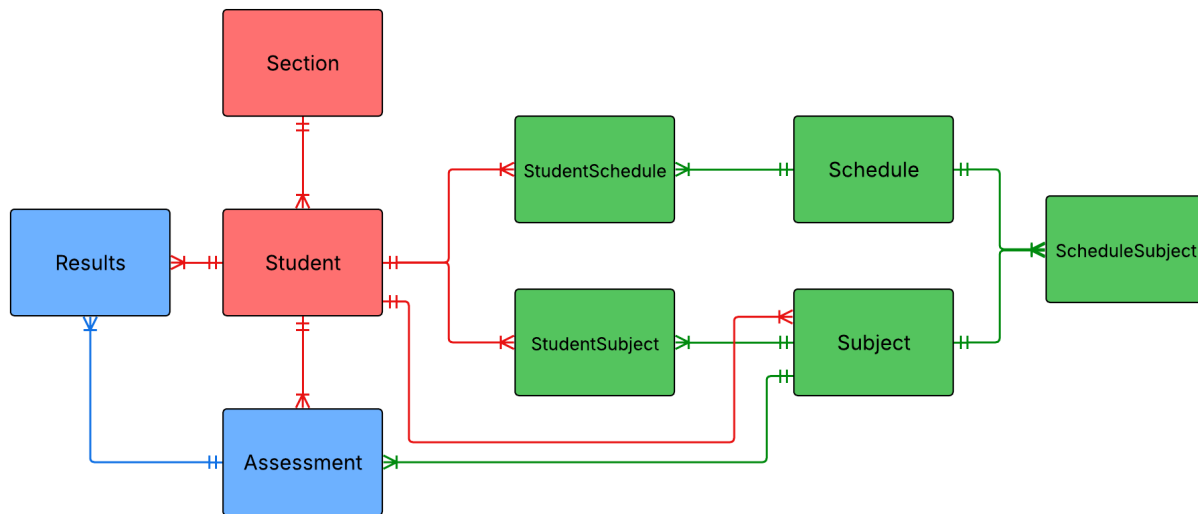 Section
StudentSchedule
Schedule
ScheduleSubject
Results
Student
StudentSubject
Subject
Assessment